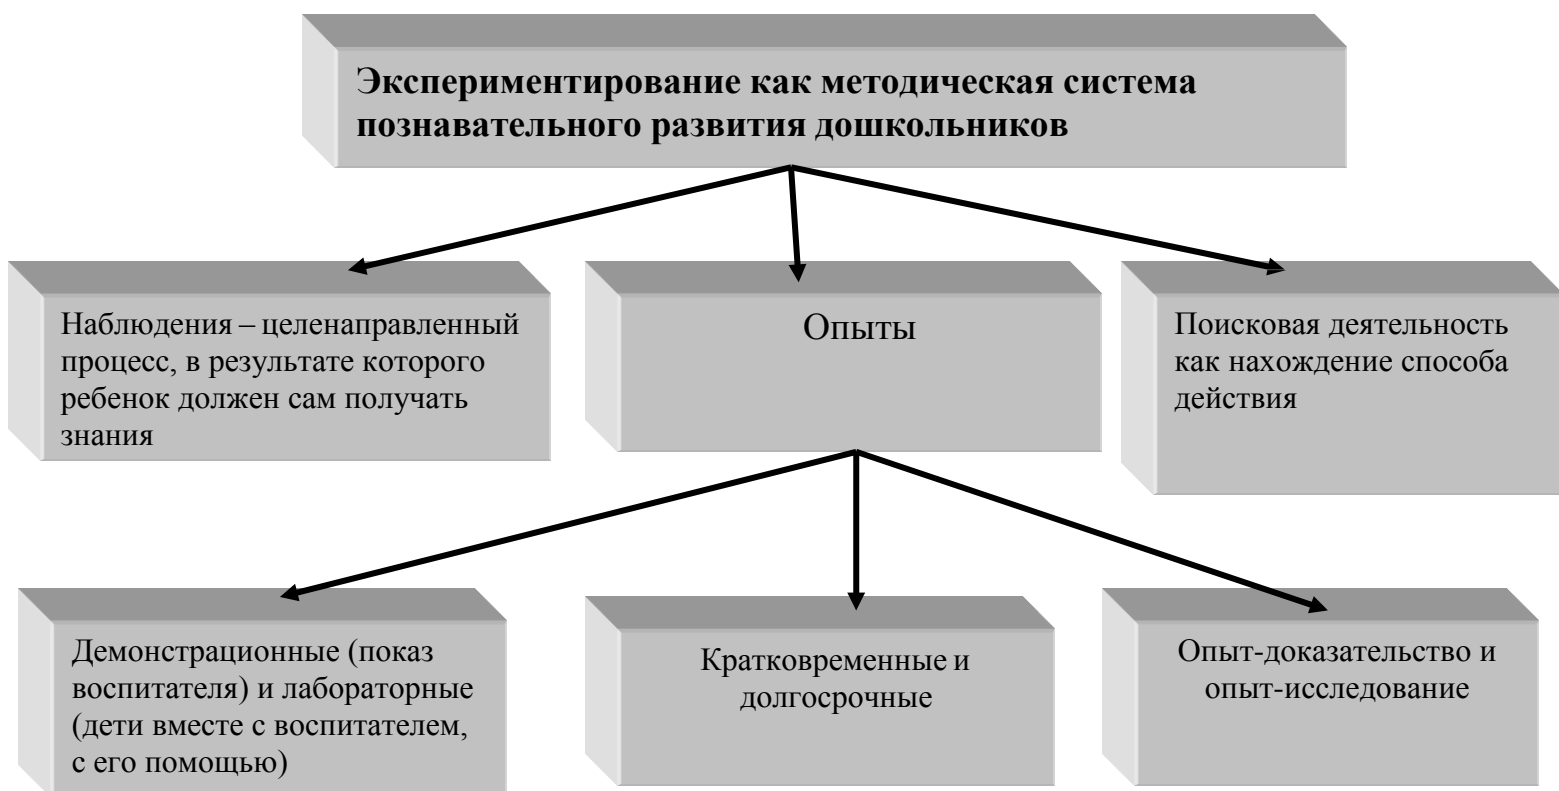 Экспериментирование как методическая система
познавательного развития дошкольников
Наблюдения – целенаправленный
процесс, в результате которого
ребенок должен сам получать
знания
Опыты
Поисковая деятельность
как нахождение способа
действия
Демонстрационные (показ
воспитателя) и лабораторные
(дети вместе с воспитателем,
с его помощью)
Кратковременные и
долгосрочные
Опыт-доказательство и
опыт-исследование